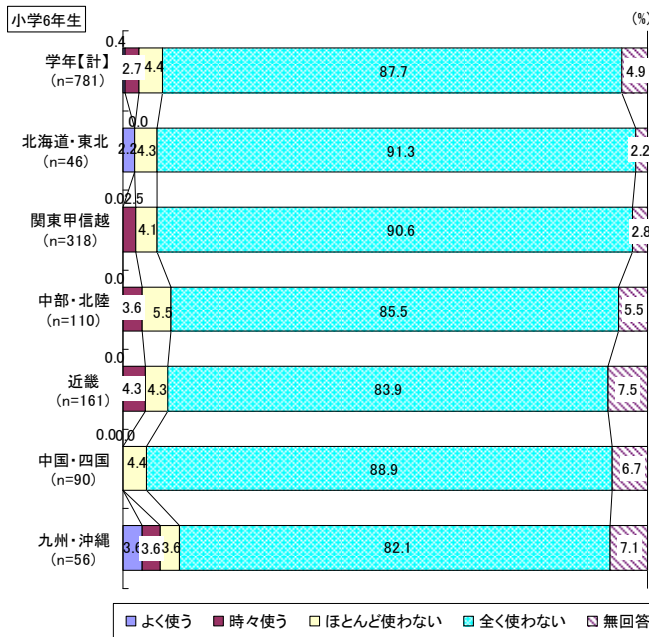 小学6年生
(%)
0.4
学年【計】
(n=781)
2.7 4.4 87.7 4.9
0.0
北海道・東北
(n=46)
2.2 4.3 91.3 2.2
0.0 2.5
関東甲信越
(n=318)
4.1 90.6 2.8
0.0
中部・北陸
(n=110)
3.6 5.5 85.5 5.5
0.0
近畿
(n=161)
4.3 4.3 83.9 7.5
0.0 0.0
中国・四国
(n=90)
4.4 88.9 6.7
九州・沖縄
(n=56)
3.6 3.6 3.6 82.1 7.1
よく使う 時々使う ほとんど使わない 全く使わない 無回答